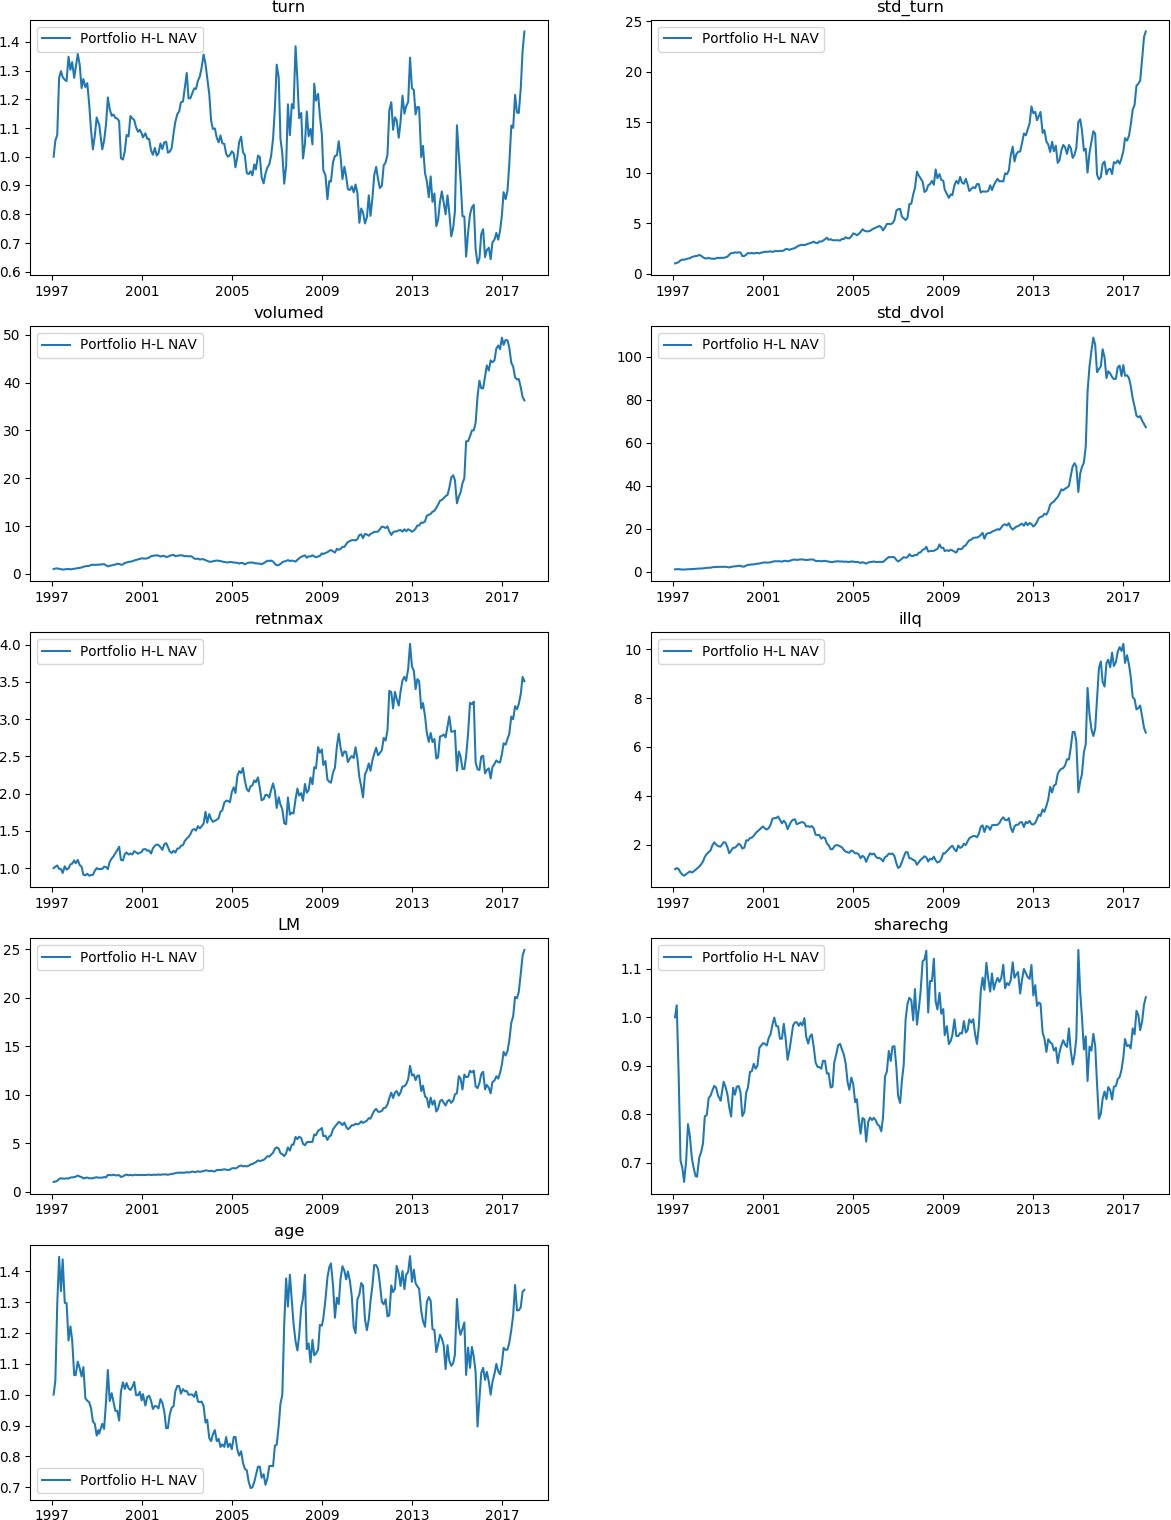 turn
Portfolio H-L NAV
1.4
1.3
1.2
1.1
1.0
0.9
0.8
0.7
0.6
1997 2001 2005 2009 2013 2017
std_turn
Portfolio H-L NAV
25
20
15
10
5
0
1997 2001 2005 2009 2013 2017
volumed
Portfolio H-L NAV
50
40
30
20
10
0
1997 2001 2005 2009 2013 2017
std_dvol
Portfolio H-L NAV
100
80
60
40
20
0
1997 2001 2005 2009 2013 2017
retnmax
Portfolio H-L NAV
4.0
3.5
3.0
2.5
2.0
1.5
1.0
1997 2001 2005 2009 2013 2017
illq
Portfolio H-L NAV
10
8
6
4
2
1997 2001 2005 2009 2013 2017
LM
Portfolio H-L NAV
25
20
15
10
5
0
1997 2001 2005 2009 2013 2017
sharechg
Portfolio H-L NAV
1.1
1.0
0.9
0.8
0.7
1997 2001 2005 2009 2013 2017
age
1.4
1.3
1.2
1.1
1.0
0.9
0.8
0.7
Portfolio H-L NAV
1997 2001 2005 2009 2013 2017